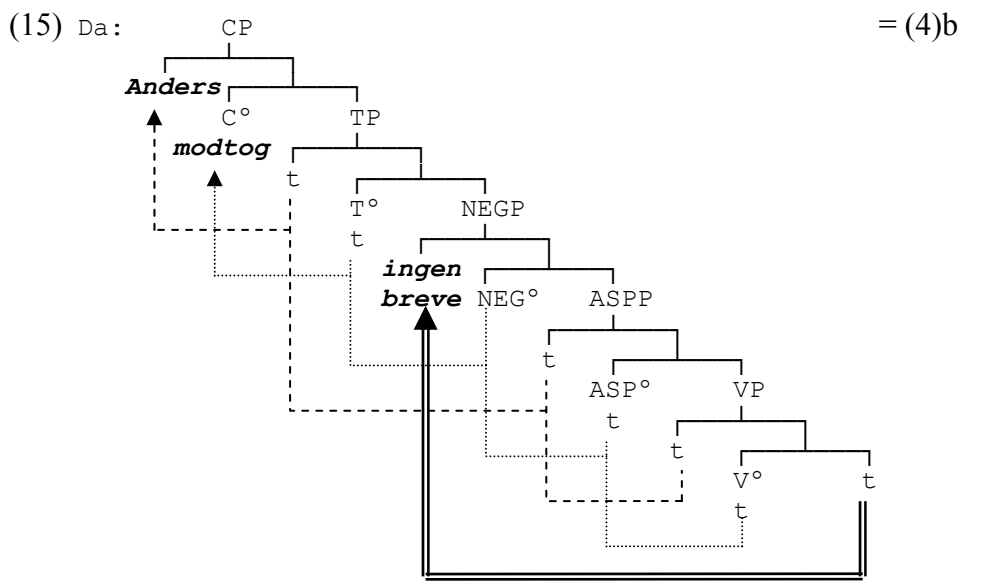 (15) Da: CP = (4)b
Anders
C° TP
modtog
t
T° NEGP
t
ingen
breve NEG° ASPP
t
ASP° VP
t
t
V° t
t